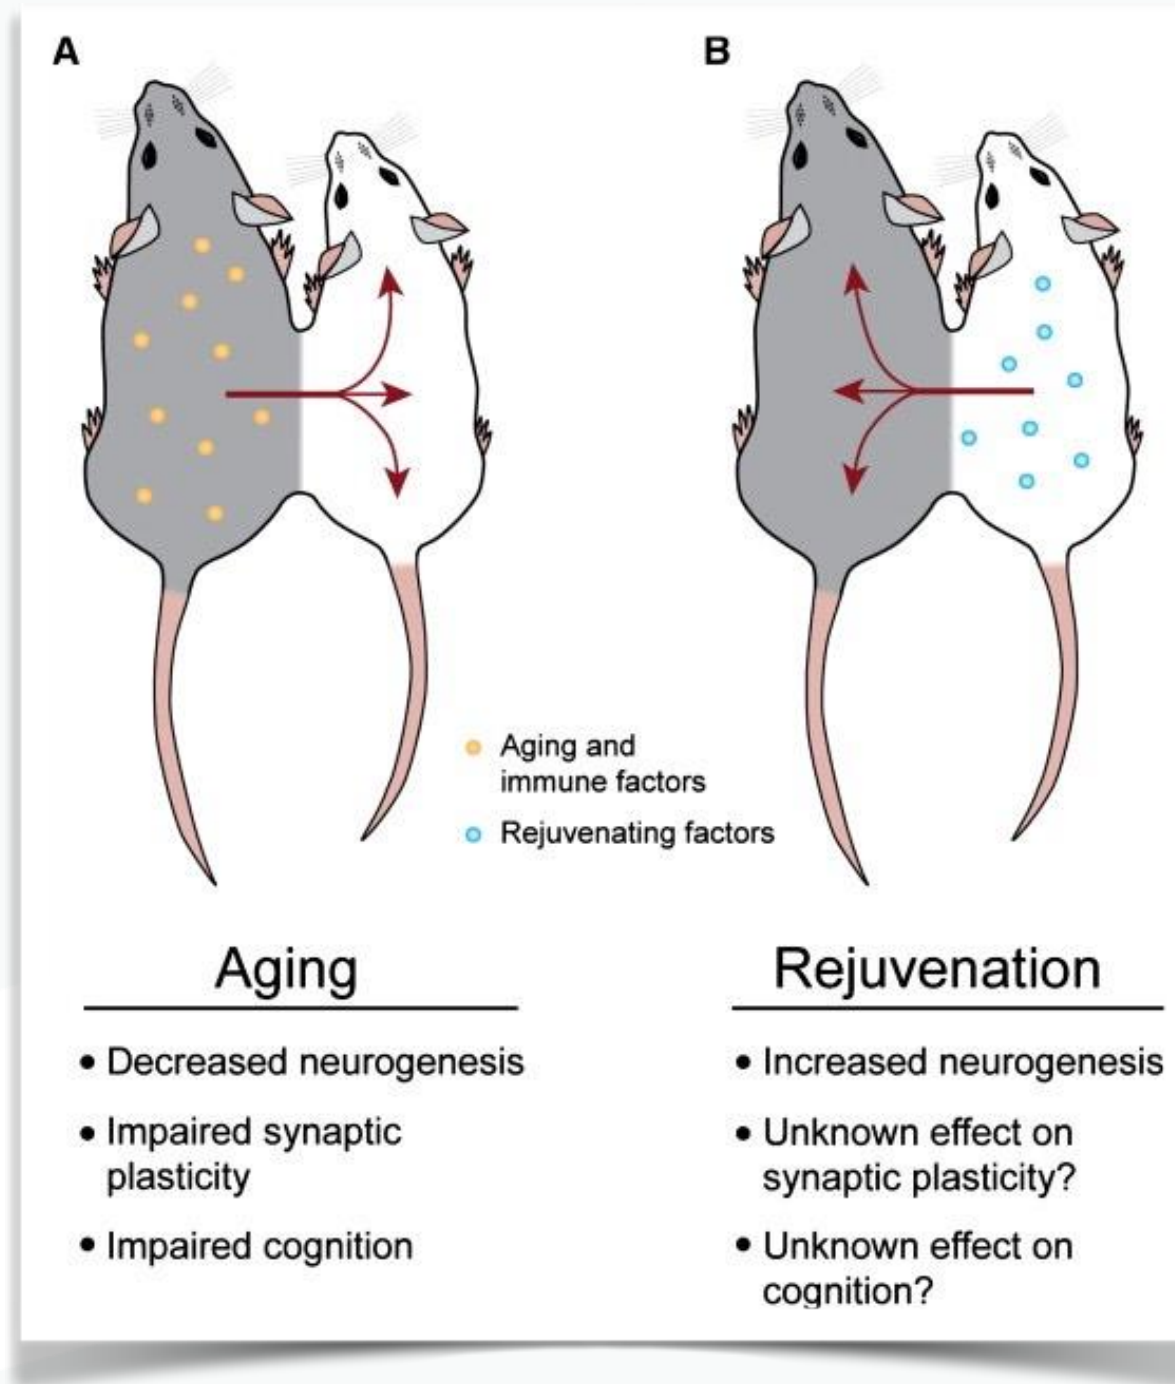 A
B
Aging and
immune factors
Rejuvenating factors
Aging
• Decreased neurogenesis
• Impaired synaptic
plasticity
• Impaired cognition
Rejuvenation
• Increased neurogenesis
• Unknown effect on
synaptic plasticity?
• Unknown effect on
cognition?